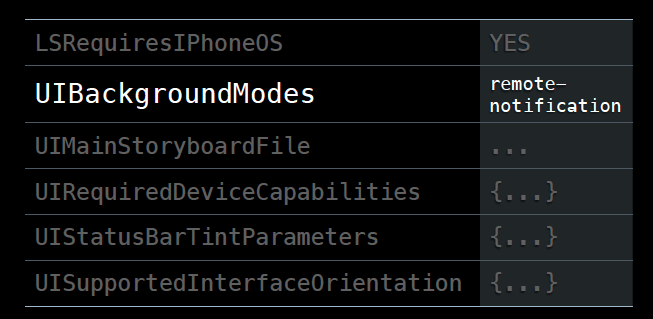 LSRequiresIPhoneOS YES
UIBackgroundModes remote-
notification
UIMainStoryboardFile ...
UIRequiredDeviceCapabilities {...}
UIStatusBarTintParameters {...}
UISupportedInterfaceOrientation {...}